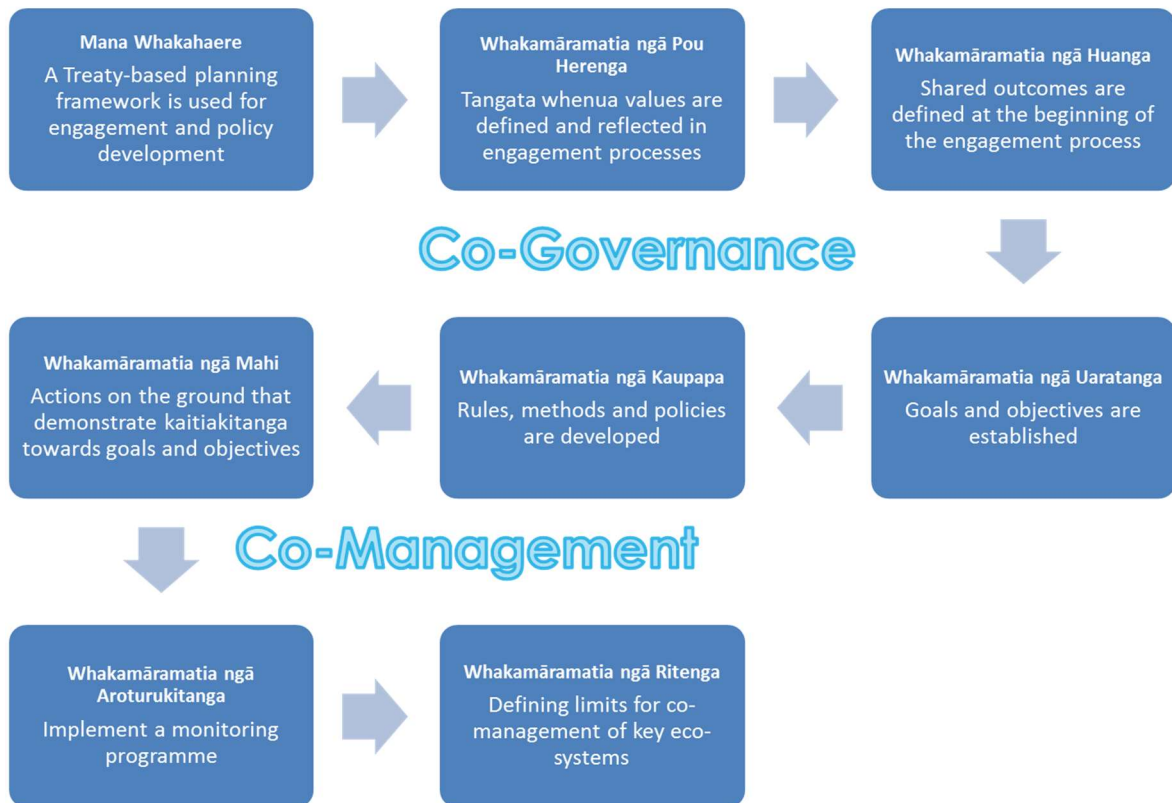 Mana Whakahaere
A Treaty-based planning
framework is used for
engagement and policy
development
Whakamāramatia ngā Pou
Herenga
Tangata whenua values are
defined and reflected in
engagement processes
Whakamāramatia ngā Huanga
Shared outcomes are
defined at the beginning of
the engagement process
Co-Governance
Whakamāramatia ngā Uaratanga
Goals and objectives are
established
Whakamāramatia ngā Kaupapa
Rules, methods and policies
are developed
Whakamāramatia ngā Mahi
Actions on the ground that
demonstrate kaitiakitanga
towards goals and objectives
Co-Management
Whakamāramatia ngā
Aroturukitanga
Implement a monitoring
programme
Whakamāramatia ngā Ritenga
Defining limits for co-
management of key eco-
systems